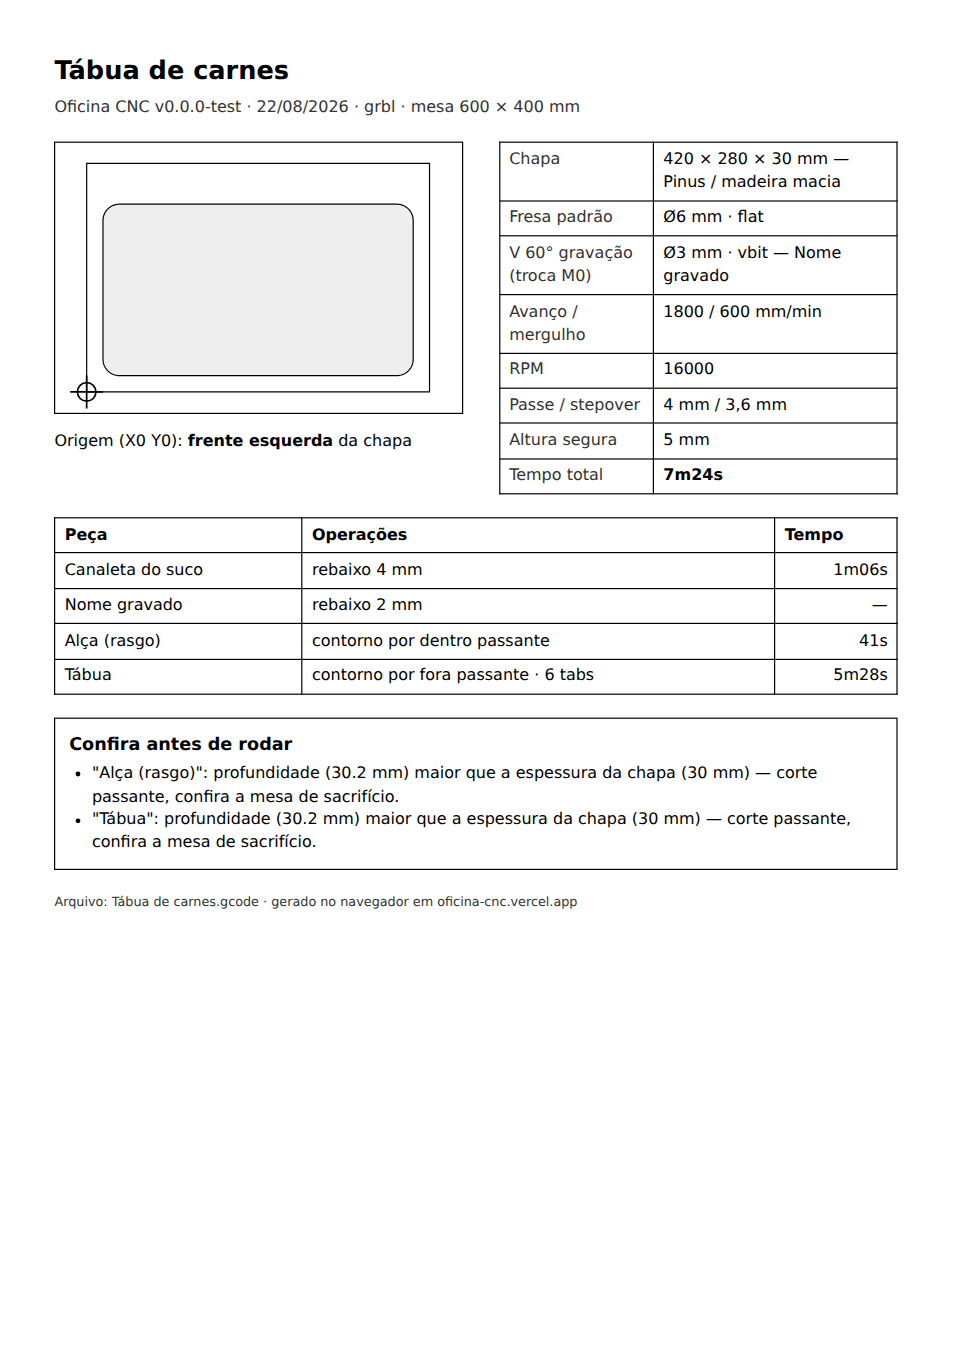 Tábua de carnes
Oficina CNC v0.0.0-test · 22/08/2026 · grbl · mesa 600 × 400 mm
Origem (X0 Y0): frente esquerda da chapa
Chapa
420 × 280 × 30 mm —
Pinus / madeira macia
Fresa padrão
Ø6 mm · flat
V 60° gravação
(troca M0)
Ø3 mm · vbit — Nome
gravado
Avanço /
mergulho
1800 / 600 mm/min
RPM
16000
Passe / stepover
4 mm / 3,6 mm
Altura segura
5 mm
Tempo total
7m24s
Peça Operações Tempo
Canaleta do suco rebaixo 4 mm 1m06s
Nome gravado rebaixo 2 mm —
Alça (rasgo) contorno por dentro passante 41s
Tábua contorno por fora passante · 6 tabs 5m28s
Confira antes de rodar
• "Alça (rasgo)": profundidade (30.2 mm) maior que a espessura da chapa (30 mm) — corte
passante, confira a mesa de sacrifício.
• "Tábua": profundidade (30.2 mm) maior que a espessura da chapa (30 mm) — corte passante,
confira a mesa de sacrifício.
Arquivo: Tábua de carnes.gcode · gerado no navegador em oficina-cnc.vercel.app